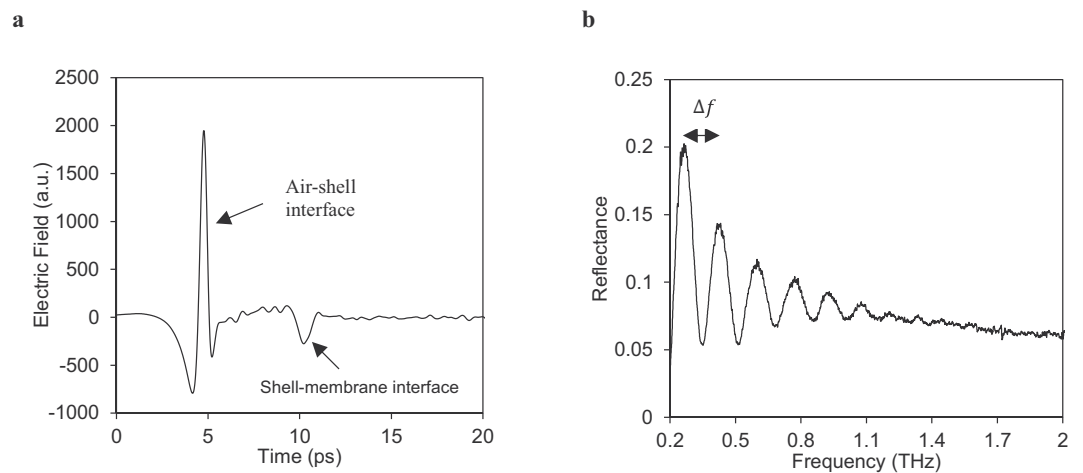 a
b
2500
2000
1500
1000
500
0
-500
-1000
0
5
10
15
20
Electric Field (a.u.)
Time (ps)
Air-shell
interface
Shell-membrane interface
0.25
0.2
0.15
0.1
0.05
0
0.2
0.5
0.8
1.1
1.4
1.7
2
Reflectance
Frequency (THz)
Δf